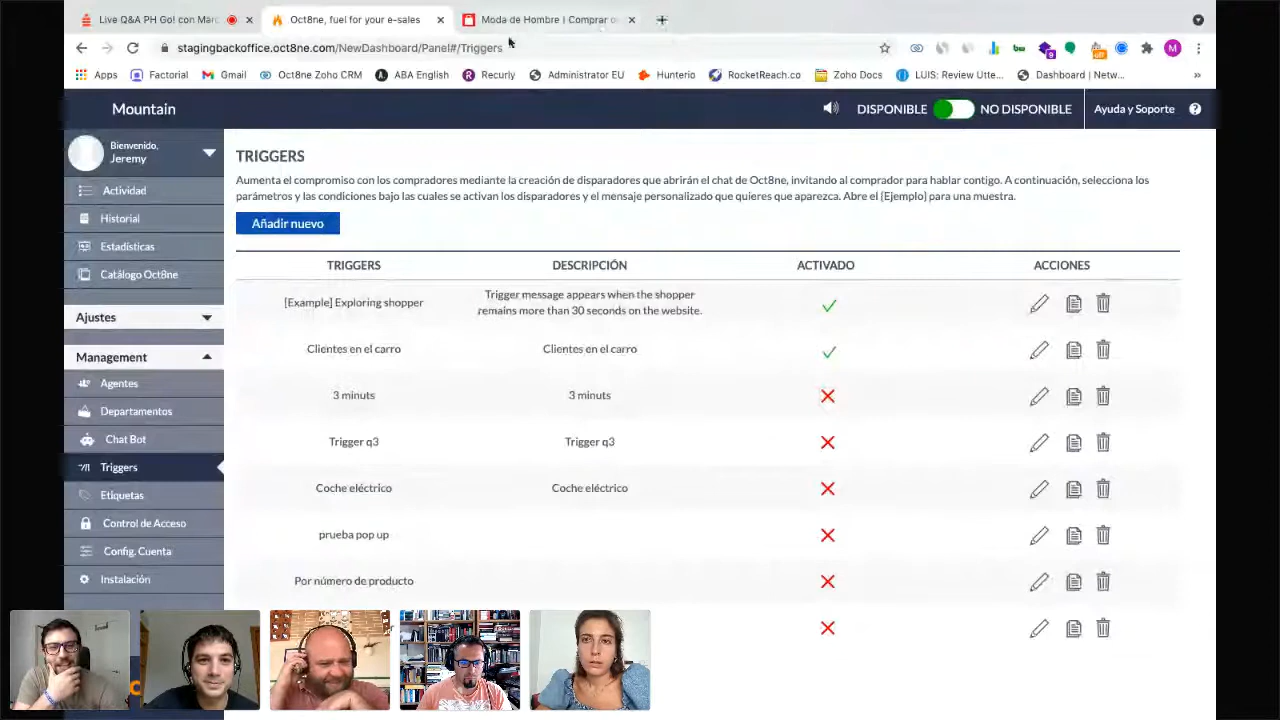 Live Q&A PH Go! con Marc
Oct8ne, fuel for your e-sales
Moda de Hombre | Comprar o
stagingbackoffice.oct8ne.com/NewDashboard/Panel#/Triggers
M
Apps
Factorial
Gmail
Oct8ne Zoho CRM
ABA English
Recurly
Administrator EU
Hunterio
RocketReach.co
Zoho Docs
LUIS: Review Utte...
Dashboard | Netw...
Mountain
DISPONIBLE
NO DISPONIBLE
Ayuda y Soporte
Bienvenido,
Jeremy
Actividad
Historial
Estadísticas
Catálogo Oct8ne
Ajustes
Management
Agentes
Departamentos
Chat Bot
Triggers
Etiquetas
Control de Acceso
Config. Cuenta
Instalación
TRIGGERS
Aumenta el compromiso con los compradores mediante la creación de disparadores que abrirán el chat de Oct8ne, invitando al comprador para hablar contigo. A continuación, selecciona los
parámetros y las condiciones bajo las cuales se activan los disparadores y el mensaje personalizado que quieres que aparezca. Abre el [Ejemplo] para una muestra.
Añadir nuevo
TRIGGERS DESCRIPCIÓN ACTIVADO ACCIONES
[Example] Exploring shopper
Trigger message appears when the shopper
remains more than 30 seconds on the website.
Clientes en el carro Clientes en el carro
3 minuts 3 minuts
Trigger q3 Trigger q3
Coche eléctrico Coche eléctrico
prueba pop up
Por número de producto